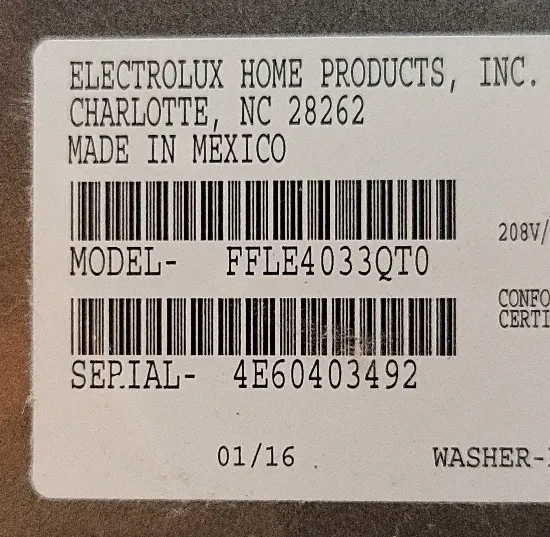 ELECTROLUX HOME PRODUCTS, INC.
CHARLOTTE, NC 28262
MADE IN MEXICO
MODEL- FFLE4033QT0
SERIAL- 4E60403492
208V/
CONFO
CERTI
01/16
WASHER-